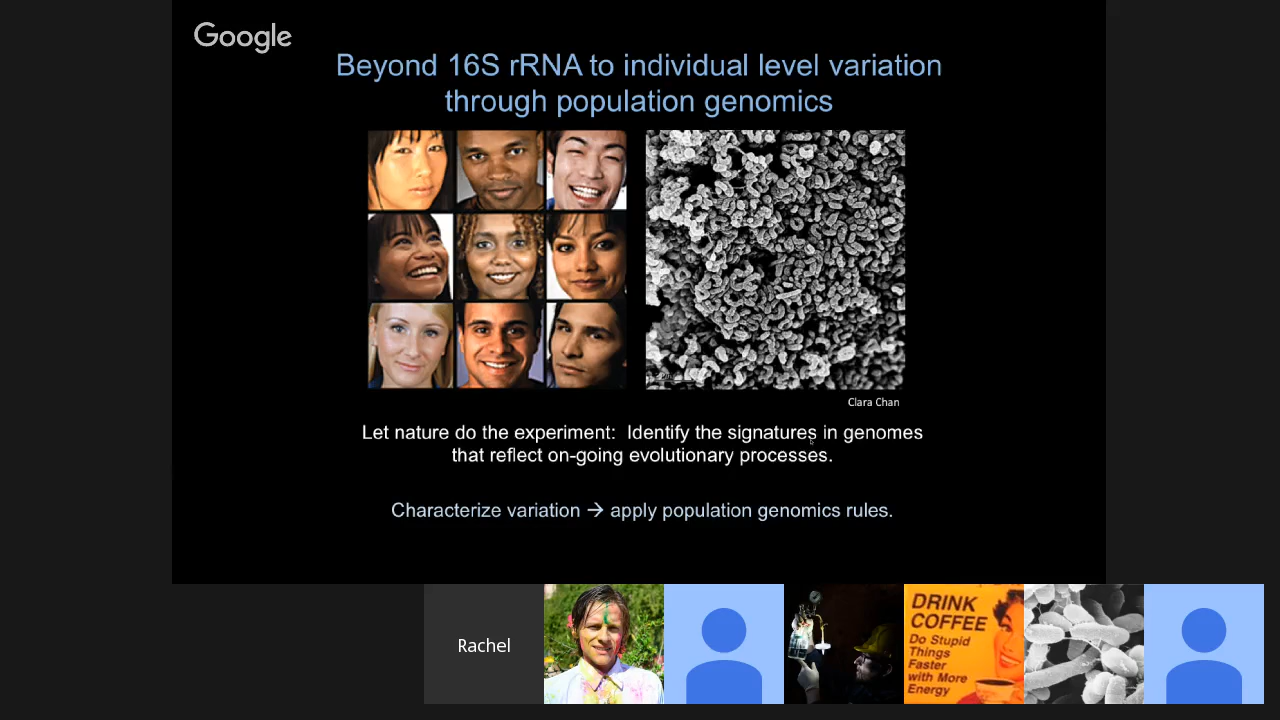 Google
Beyond 16S rRNA to individual level variation
through population genomics
Clara Chan
Let nature do the experiment: Identify the signatures in genomes
that reflect on-going evolutionary processes.
Characterize variation → apply population genomics rules.
Rachel
DRINK
COFFEE
Do Stupid
Things
Faster
with More
Energy